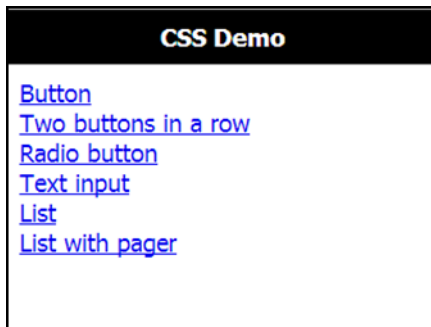 CSS Demo
Button
Two buttons in a row
Radio button
Text input
List
List with pager